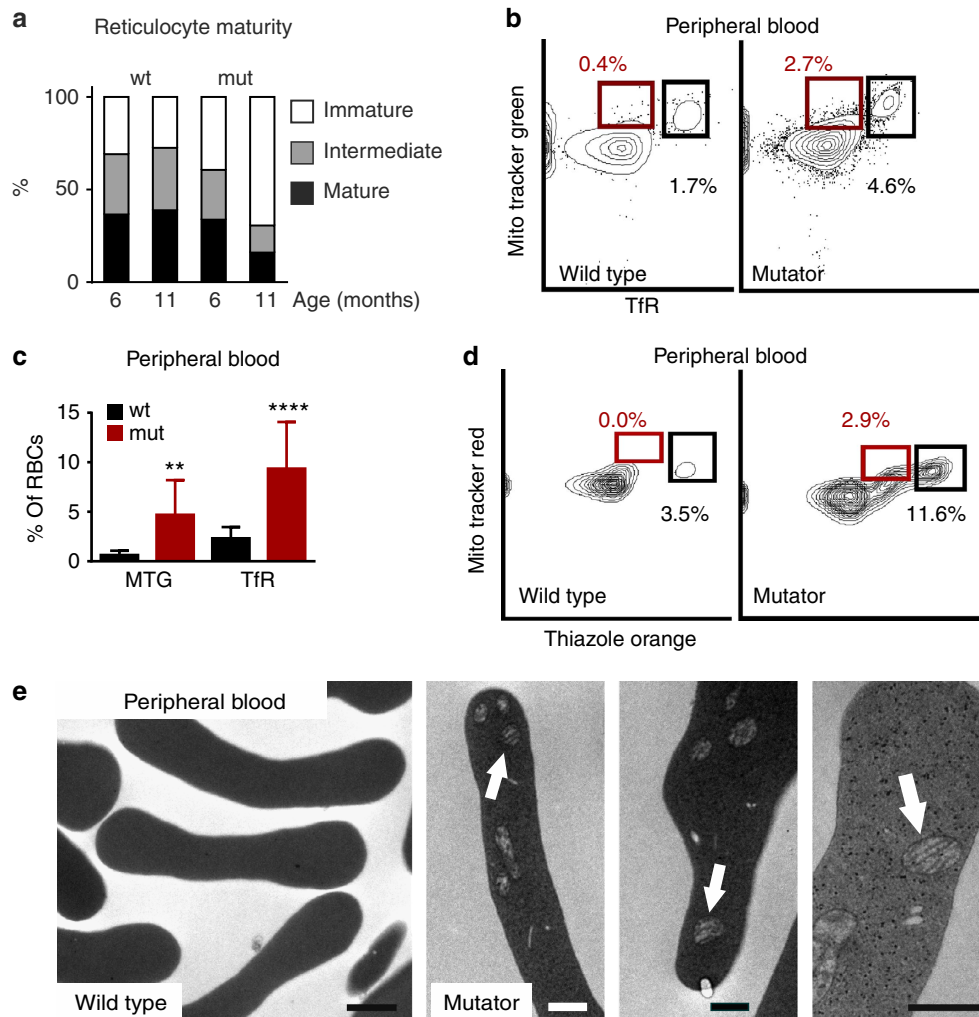 a
Reticulocyte maturity
wt mut
100
50
0
%
6 11 6 11 Age (months)
Immature
Intermediate
Mature
b
Peripheral blood
0.4%
1.7%
Wild type
2.7%
4.6%
Mutator
Mito tracker green
TfR
c
Peripheral blood
wt
mut
15
10
5
0
% Of RBCs
**
****
MTG TfR
d
Peripheral blood
0.0%
3.5%
Wild type
2.9%
11.6%
Mutator
Mito tracker red
Thiazole orange
e
Peripheral blood
Wild type
Mutator